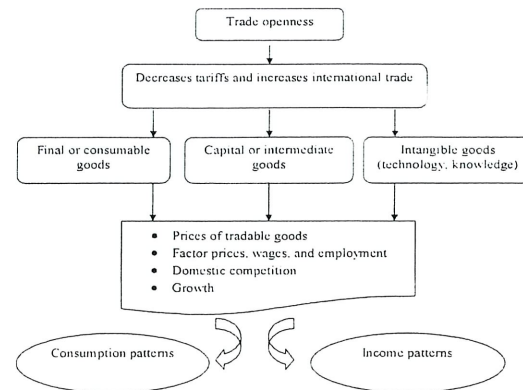 Trade openness
Decreases tariffs and increases international trade
Final or consumable
goods
Capital or intermediate
goods
Intangible goods
(technology, knowledge)
• Prices of tradable goods
• Factor prices, wages, and employment
• Domestic competition
• Growth
Consumption patterns
Income patterns